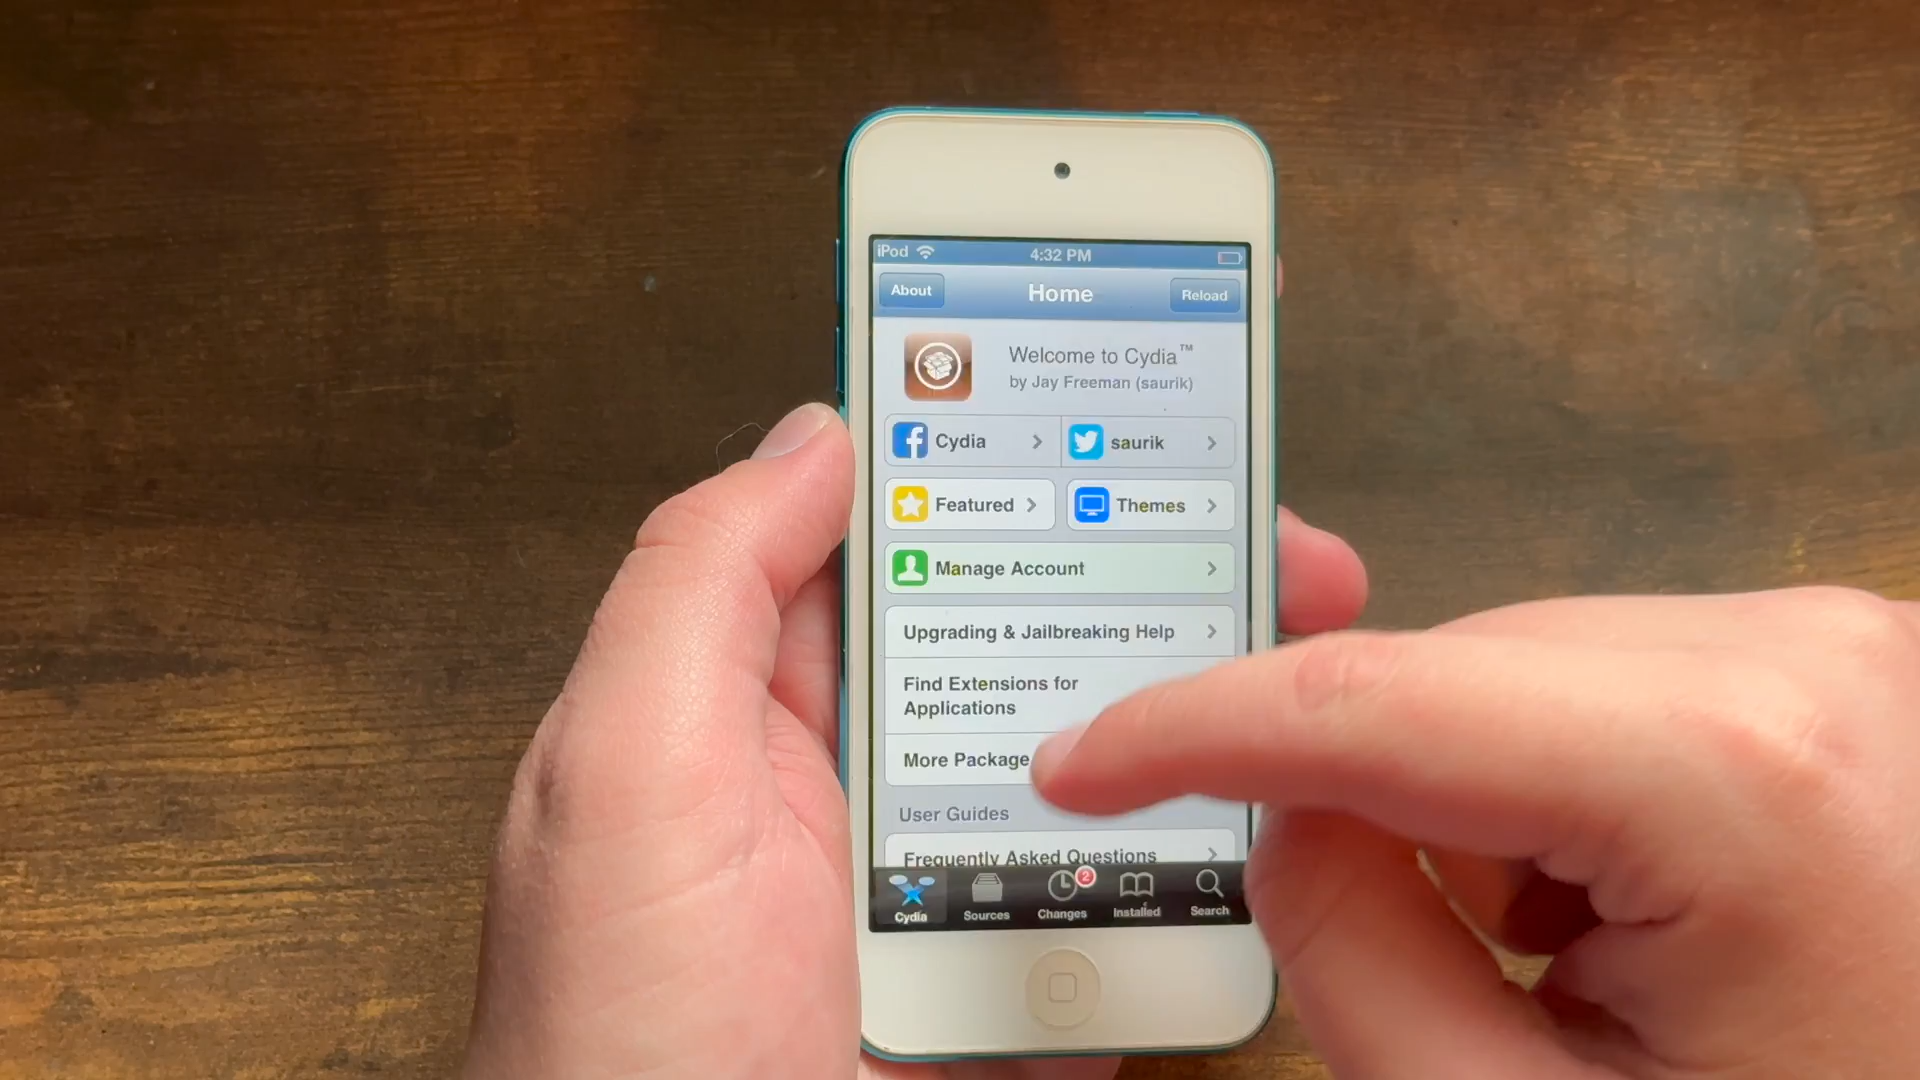 iPod 4:32 PM
About Home Reload
Welcome to Cydia™
by Jay Freeman (saurik)
Cydia saurik
Featured Themes
Manage Account
Upgrading & Jailbreaking Help
Find Extensions for
Applications
More Package
User Guides
Frequently Asked Questions
2
Cydia Sources Changes Installed Search